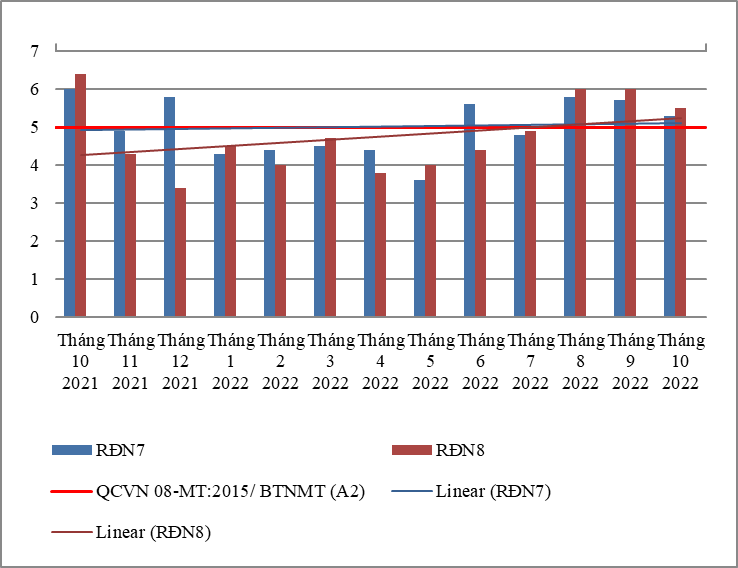 7
6
5
4
3
2
1
0
Tháng Tháng Tháng Tháng Tháng Tháng Tháng Tháng Tháng Tháng Tháng Tháng Tháng
10 11 12 1 2 3 4 5 6 7 8 9 10
2021 2021 2021 2022 2022 2022 2022 2022 2022 2022 2022 2022 2022
RĐN7 RĐN8
QCVN 08-MT:2015/ BTNMT (A2) Linear (RĐN7)
Linear (RĐN8)